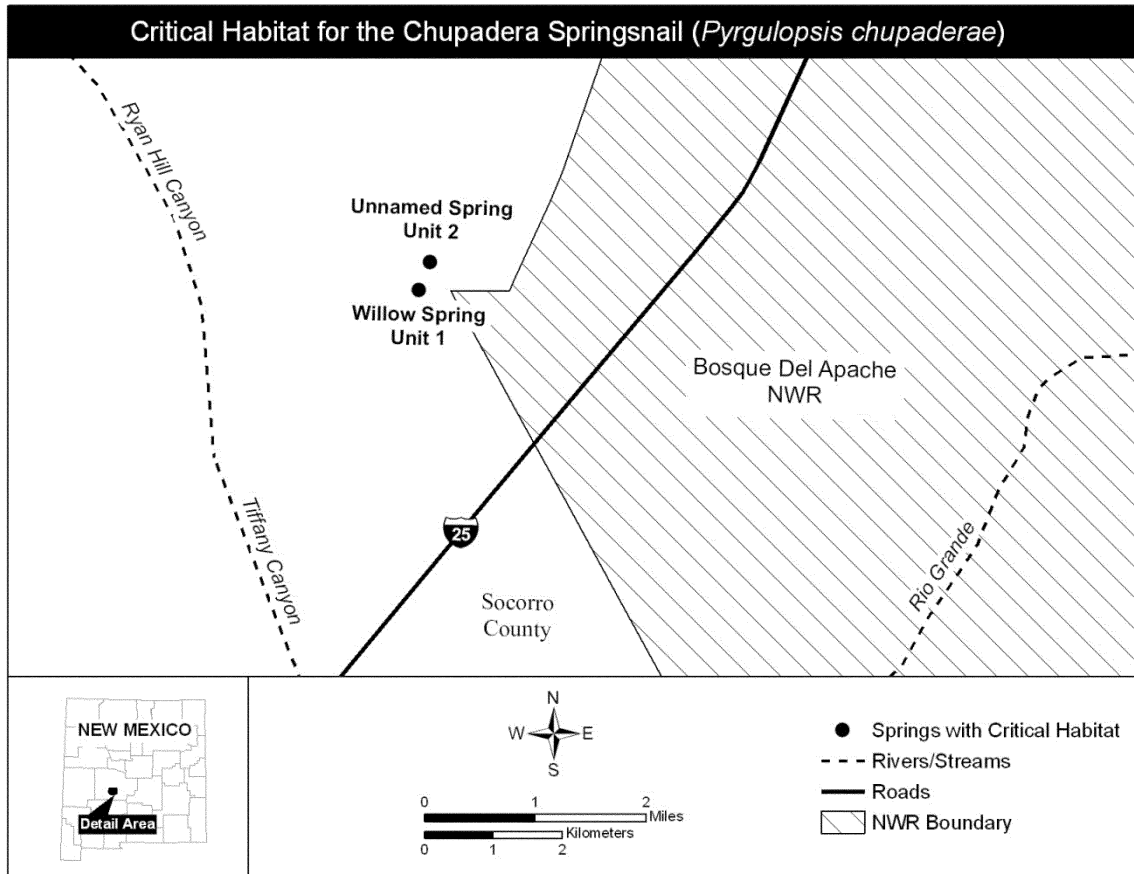 Critical Habitat for the Chupadera Springsnail (Pyrgulopsis chupaderae)
Ryan Hill Canyon
Unnamed Spring
Unit 2
Willow Spring
Unit 1
Bosque Del Apache
NWR
Tiffany Canyon
25
Rio Grande
Socorro
County
NEW MEXICO
Detail Area
N
W E
S
0 1 2
Miles
Kilometers
0 1 2
Springs with Critical Habitat
Rivers/Streams
Roads
NWR Boundary